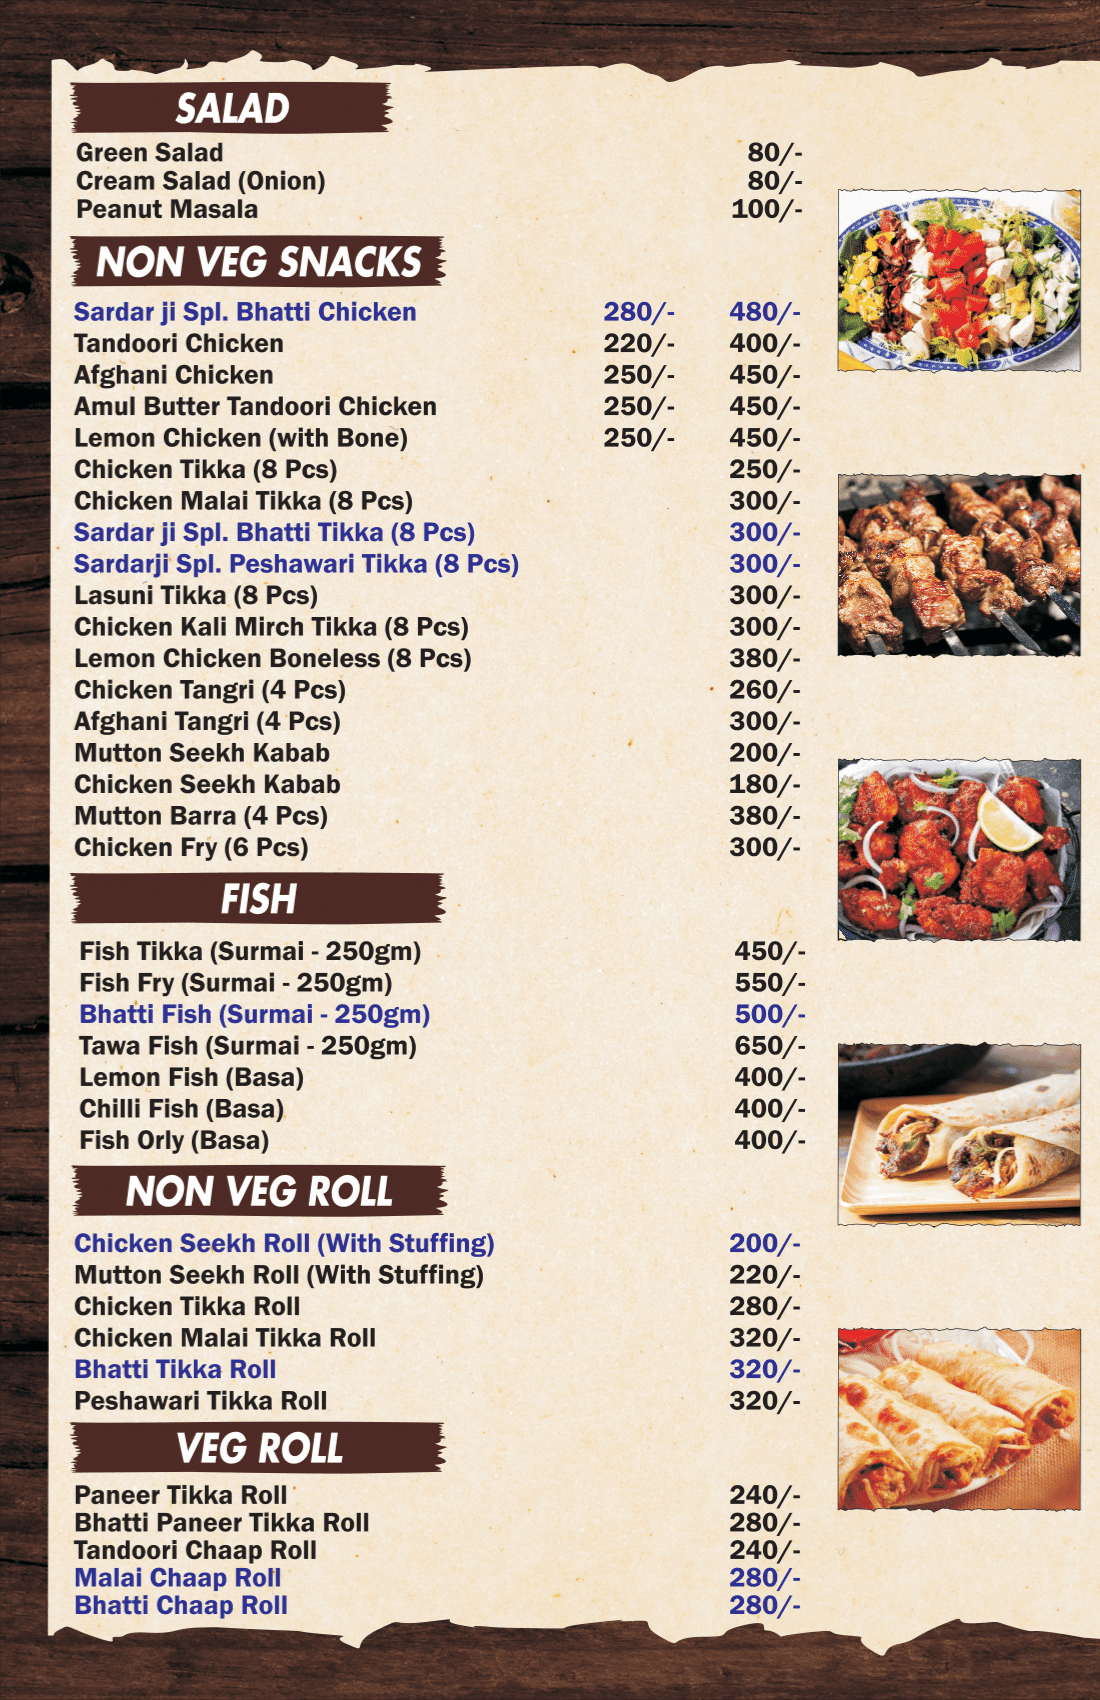 SALAD
Green Salad 80/-
Cream Salad (Onion) 80/-
Peanut Masala 100/-
NON VEG SNACKS
Sardar ji Spl. Bhatti Chicken 280/- 480/-
Tandoori Chicken 220/- 400/-
Afghani Chicken 250/- 450/-
Amul Butter Tandoori Chicken 250/- 450/-
Lemon Chicken (with Bone) 250/- 450/-
Chicken Tikka (8 Pcs) 250/-
Chicken Malai Tikka (8 Pcs) 300/-
Sardar ji Spl. Bhatti Tikka (8 Pcs) 300/-
Sardarji Spl. Peshawari Tikka (8 Pcs) 300/-
Lasuni Tikka (8 Pcs) 300/-
Chicken Kali Mirch Tikka (8 Pcs) 300/-
Lemon Chicken Boneless (8 Pcs) 380/-
Chicken Tangri (4 Pcs) 260/-
Afghani Tangri (4 Pcs) 300/-
Mutton Seekh Kabab 200/-
Chicken Seekh Kabab 180/-
Mutton Barra (4 Pcs) 380/-
Chicken Fry (6 Pcs) 300/-
FISH
Fish Tikka (Surmai - 250gm) 450/-
Fish Fry (Surmai - 250gm) 550/-
Bhatti Fish (Surmai - 250gm) 500/-
Tawa Fish (Surmai - 250gm) 650/-
Lemon Fish (Basa) 400/-
Chilli Fish (Basa) 400/-
Fish Orly (Basa) 400/-
NON VEG ROLL
Chicken Seekh Roll (With Stuffing) 200/-
Mutton Seekh Roll (With Stuffing) 220/-
Chicken Tikka Roll 280/-
Chicken Malai Tikka Roll 320/-
Bhatti Tikka Roll 320/-
Peshawari Tikka Roll 320/-
VEG ROLL
Paneer Tikka Roll 240/-
Bhatti Paneer Tikka Roll 280/-
Tandoori Chaap Roll 240/-
Malai Chaap Roll 280/-
Bhatti Chaap Roll 280/-